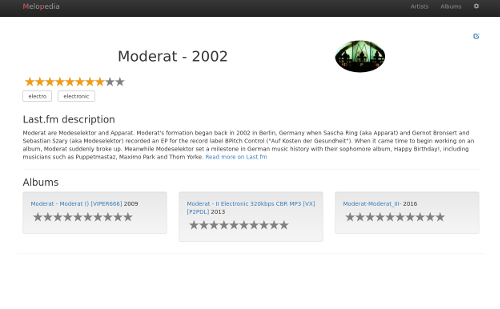 Melopedia Artists Albums
Moderat - 2002
electro electronic
Last.fm description
Moderat are Modeselektor and Apparat. Moderat's formation began back in 2002 in Berlin, Germany when Sascha Ring (aka Apparat) and Gernot Bronsert and
Sebastian Szary (aka Modeselektor) recorded an EP for the record label BPitch Control ("Auf Kosten der Gesundheit"). When it came time to begin working on an
album, Moderat suddenly broke up. Meanwhile Modeselektor set a milestone in German music history with their sophomore album, Happy Birthday!, including
musicians such as Puppetmastaz, Maximo Park and Thom Yorke. Read more on Last.fm
Albums
Moderat - Moderat () [VIPER666] 2009
Moderat - II Electronic 320kbps CBR MP3 [VX]
[P2PDL] 2013
Moderat-Moderat_III- 2016